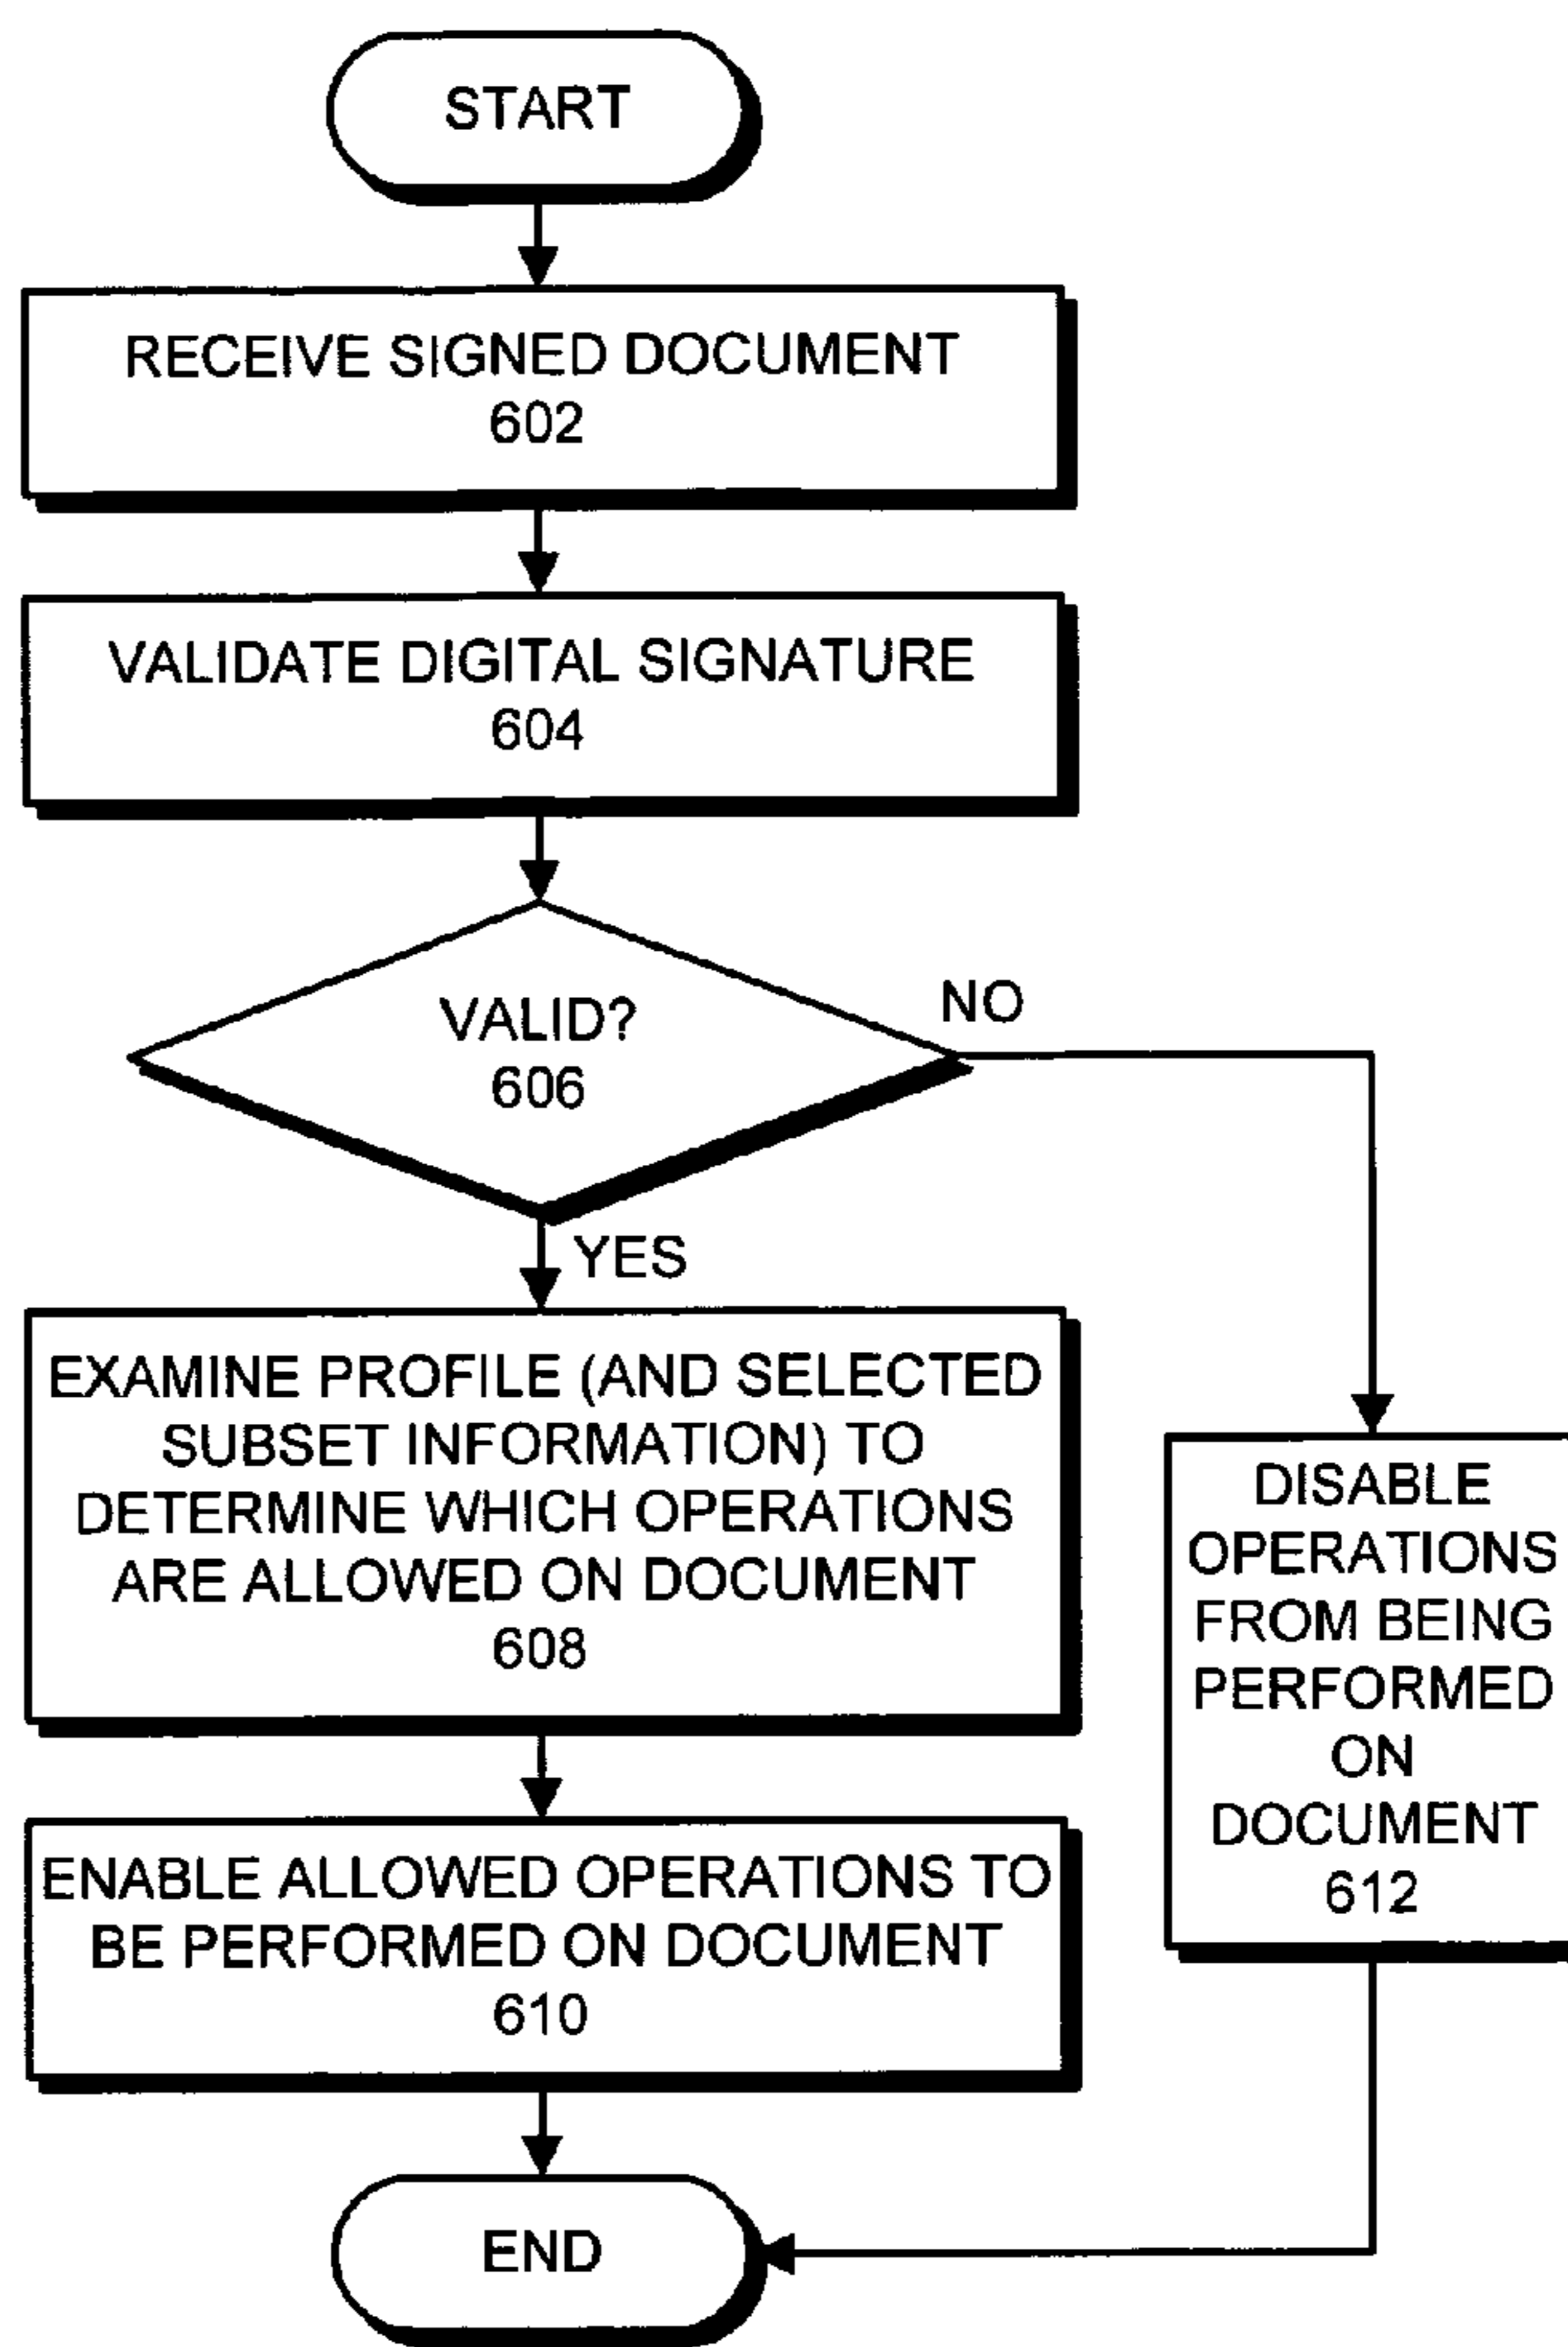 START
RECEIVE SIGNED DOCUMENT
602
VALIDATE DIGITAL SIGNATURE
604
VALID?
606
NO
YES
EXAMINE PROFILE (AND SELECTED
SUBSET INFORMATION) TO
DETERMINE WHICH OPERATIONS
ARE ALLOWED ON DOCUMENT
608
DISABLE
OPERATIONS
FROM BEING
PERFORMED
ON
DOCUMENT
612
ENABLE ALLOWED OPERATIONS TO
BE PERFORMED ON DOCUMENT
610
END